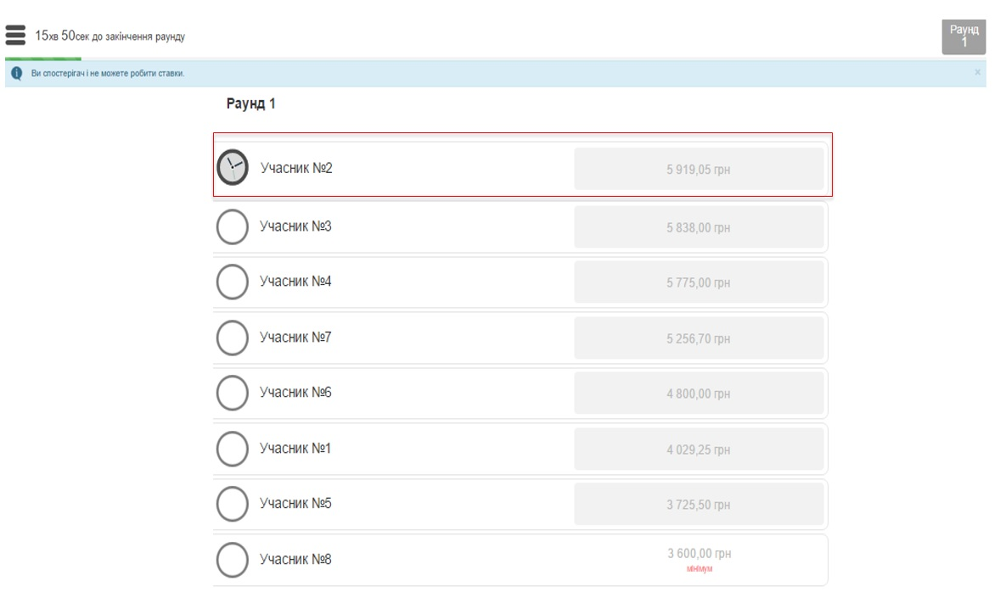 15хв 50сек до закінчення раунду
Раунд
1
Ви спостерігач і не можете робити ставки.
×
Раунд 1
Учасник №2 5 919,05 грн
Учасник №3 5 838,00 грн
Учасник №4 5 775,00 грн
Учасник №7 5 256,70 грн
Учасник №6 4 800,00 грн
Учасник №1 4 029,25 грн
Учасник №5 3 725,50 грн
Учасник №8 3 600,00 грн
мінімум